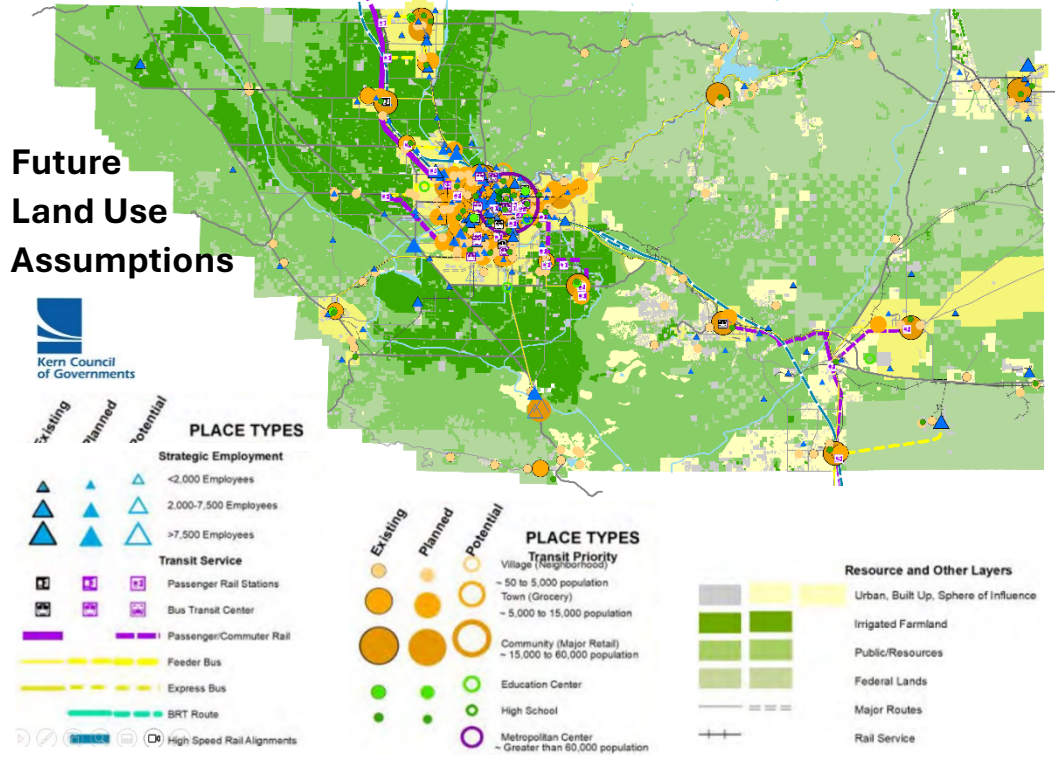 Future
Land Use
Assumptions
Kern Council
of Governments
Existing
Planned
Potential
PLACE TYPES
Strategic Employment
<2,000 Employees
2,000-7,500 Employees
>7,500 Employees
Transit Service
Passenger Rail Stations
Bus Transit Center
Passenger/Commuter Rail
Feeder Bus
Express Bus
BRT Route
High Speed Rail Alignments
Existing
Planned
Potential
PLACE TYPES
Transit Priority
Village (Neighborhood)
~ 50 to 5,000 population
Town (Grocery)
~ 5,000 to 15,000 population
Community (Major Retail)
~ 15,000 to 60,000 population
Education Center
High School
Metropolitan Center
~ Greater than 60,000 population
Resource and Other Layers
Urban, Built Up, Sphere of Influence
Irrigated Farmland
Public/Resources
Federal Lands
Major Routes
Rail Service